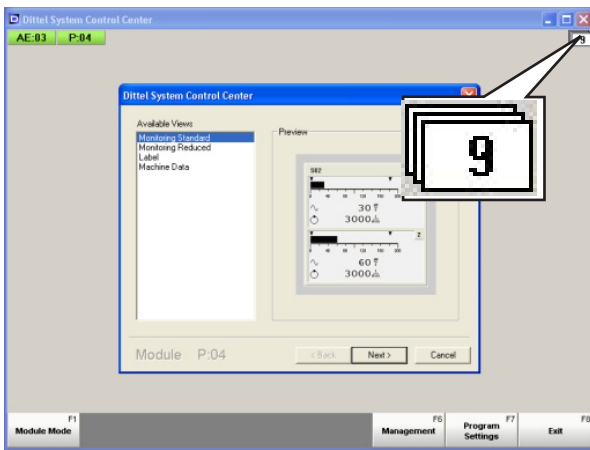 Dittel System Control Center
AE:03 P:04
9
Dittel System Control Center
Available Views
Monitoring Standard
Monitoring Reduced
Label
Machine Data
Preview
S82
30
3000
2
60
3000
9
Module P:04
< Back
Next >
Cancel
F1
Module Mode
F6
Management
F7
Program
Settings
F8
Exit